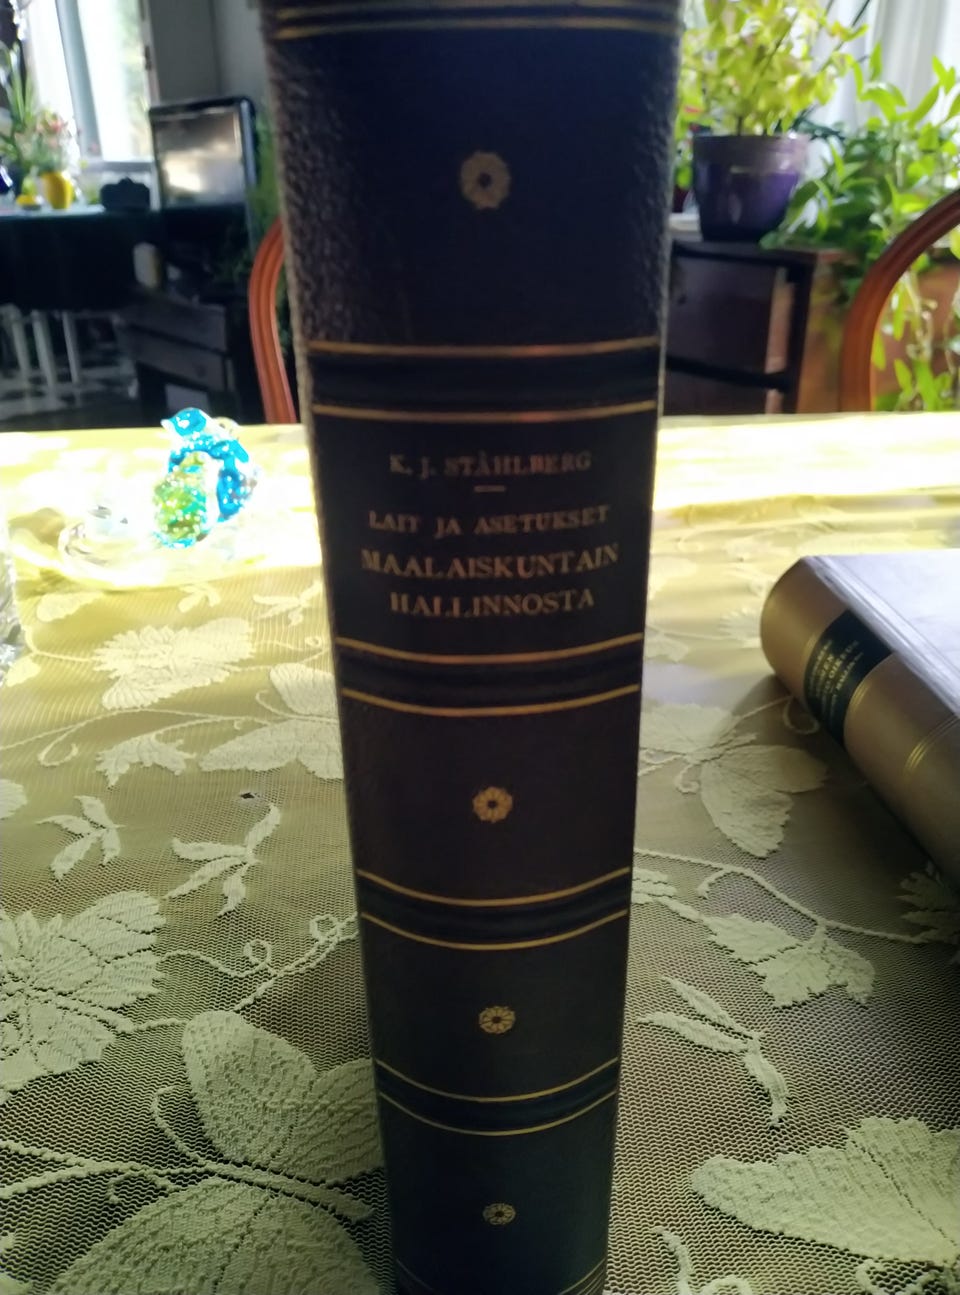 K. J. STÅHLBERG
LAIT JA ASETUKSET
MAALAISKUNTAIN
HALLINNOSTA